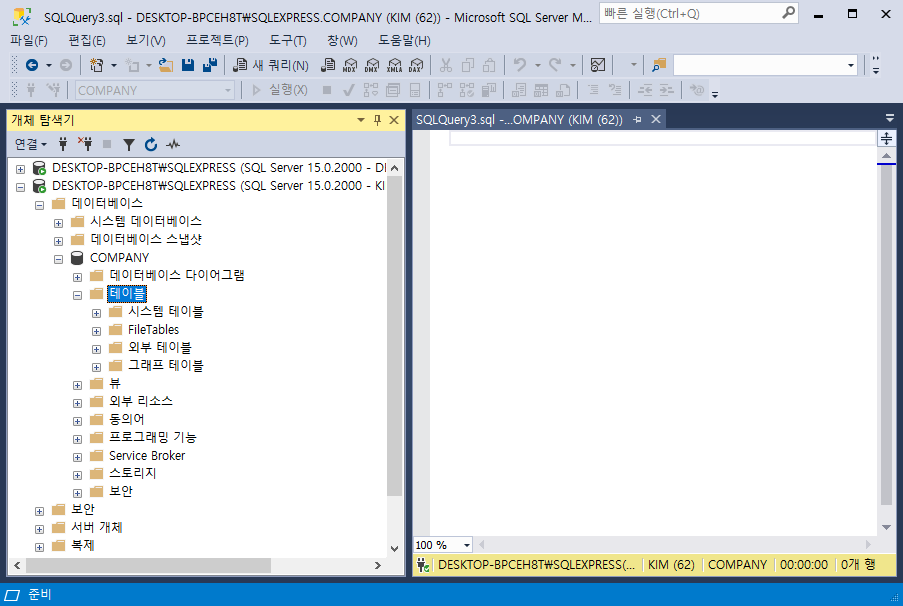 SQLQuery3.sql - DESKTOP-BPCEH8T₩SQLEXPRESS.COMPANY (KIM (62)) - Microsoft SQL Server M...
빠른 실행(Ctrl+Q)
파일(F) 편집(E) 보기(V) 프로젝트(P) 도구(T) 창(W) 도움말(H)
새 쿼리(N) MDX DMX XMLA DAX
COMPANY 실행(X)
개체 탐색기
SQLQuery3.sql -...OMPANY (KIM (62))
연결
DESKTOP-BPCEH8T₩SQLEXPRESS (SQL Server 15.0.2000 - DE
DESKTOP-BPCEH8T₩SQLEXPRESS (SQL Server 15.0.2000 - KI
데이터베이스
시스템 데이터베이스
데이터베이스 스냅샷
COMPANY
데이터베이스 다이어그램
테이블
시스템 테이블
FileTables
외부 테이블
그래프 테이블
뷰
외부 리소스
동의어
프로그래밍 기능
Service Broker
스토리지
보안
보안
서버 개체
복제
100 %
DESKTOP-BPCEH8T₩SQLEXPRESS(... KIM (62) COMPANY 00:00:00 0개 행
준비